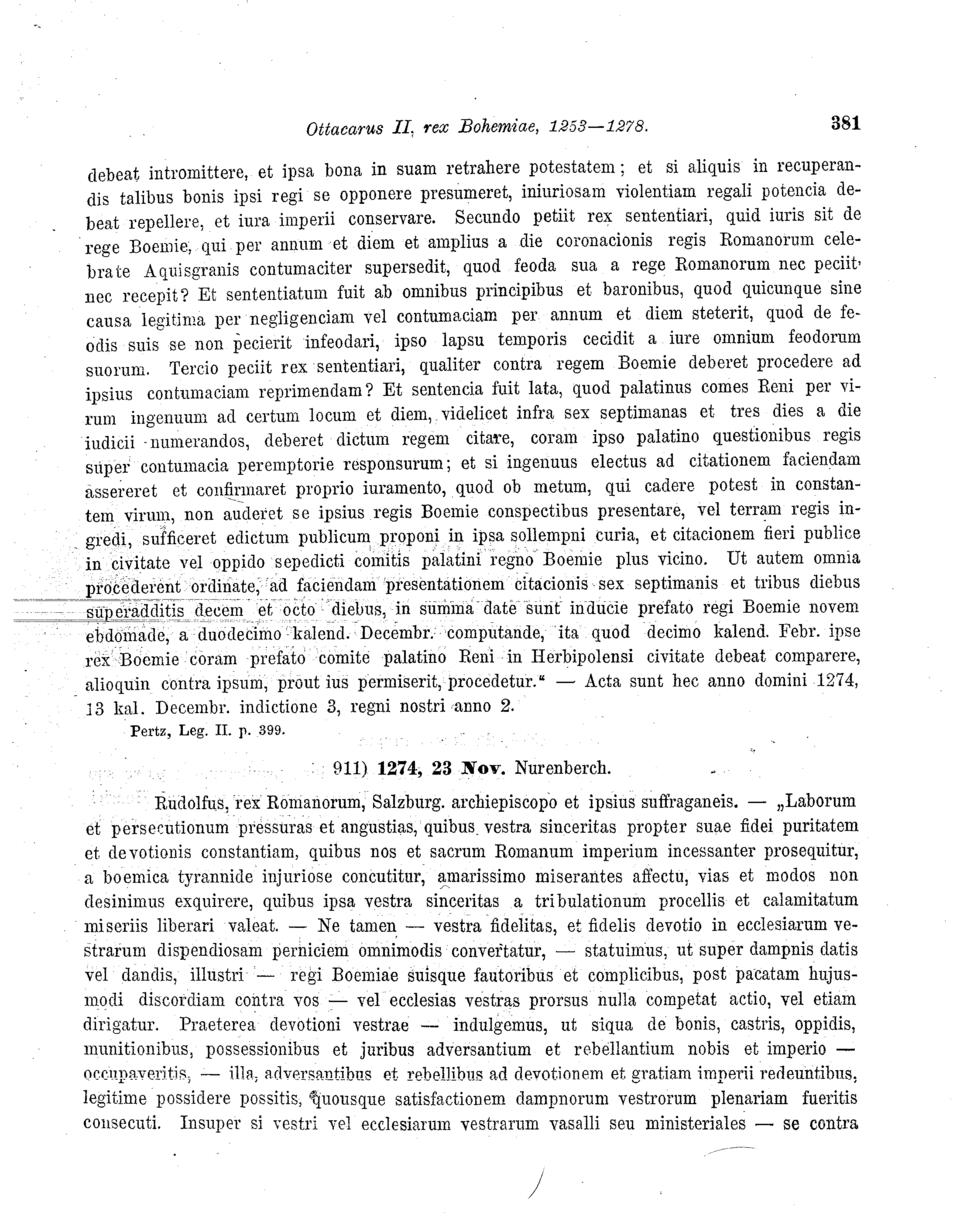 Ottacarus II, rex Bohemiae, 1253—1278. 381
debeat intromittere, et ipsa bona in suam retrahere potestatem; et si aliquis in recuperan-
dis talibus bonis ipsi regi se opponere presumeret, iniuriosam violentiam regali potencia de-
beat repellere, et iura imperii conservare. Secundo petiit rex sententiari, quid iuris sit de
rege Boemie, qui per annum et diem et amplius a die coronacionis regis Romanorum cele-
brate Aquisgranis contumaciter supersedit, quod feoda sua a rege Romanorum nec peciit,
nec recepit? Et sententiatum fuit ab omnibus principibus et baronibus, quod quicunque sine
causa legitima per negligenciam vel contumaciam per annum et diem steterit, quod de fe-
odis suis se non pecierit infeodari, ipso lapsu temporis cecidit a iure omnium feodorum
suorum. Tercio peciit rex sententiari, qualiter contra regem Boemie deberet procedere ad
ipsius contumaciam reprimendam? Et sentencia fuit lata, quod palatinus comes Reni per vi-
rum ingenuum ad certum locum et diem, videlicet infra sex septimanas et tres dies a die
iudicii numerandos, deberet dictum regem citare, coram ipso palatino questionibus regis
super contumacia peremptorie responsurum; et si ingenuus electus ad citationem faciendam
assereret et confirmaret proprio iuramento, quod ob metum, qui cadere potest in constan-
tem virum, non auderet se ipsius regis Boemie conspectibus presentare, vel terram regis in-
gredi, sufficeret edictum publicum proponi in ipsa sollempni curia, et citacionem fieri publice
in civitate vel oppido sepedicti comitis palatini regno Boemie plus vicino. Ut autem omnia
procederent ordinate, ad faciendam presentationem citacionis sex septimanis et tribus diebus
superadditis decem et octo diebus, in summa date sunt inducie prefato regi Boemie novem
ebdomade, a duodecimo kalend. Decembr. computande, ita quod decimo kalend. Febr. ipse
rex Boemie coram prefato comite palatino Reni in Herbipolensi civitate debeat comparere,
alioquin contra ipsum, prout ius permiserit, procedetur.“ — Acta sunt hec anno domini 1274,
13 kal. Decembr. indictione 3, regni nostri anno 2.
Pertz, Leg. II. p. 399.
911) 1274, 23 Nov. Nurenberch.
Rudolfus, rex Romanorum, Salzburg. archiepiscopo et ipsius suffraganeis. — „Laborum
et persecutionum pressuras et angustias, quibus vestra sinceritas propter suae fidei puritatem
et devotionis constantiam, quibus nos et sacrum Romanum imperium incessanter prosequitur,
a boemica tyrannide injuriose concutitur, amarissimo miserantes affectu, vias et modos non
desinimus exquirere, quibus ipsa vestra sinceritas a tribulationum procellis et calamitatum
miseriis liberari valeat. — Ne tamen — vestra fidelitas, et fidelis devotio in ecclesiarum ve-
strarum dispendiosam perniciem omnimodis convertatur, — statuimus, ut super dampnis datis
vel dandis, illustri — regi Boemiae suisque fautoribus et complicibus, post pacatam hujus-
modi discordiam contra vos — vel ecclesias vestras prorsus nulla competat actio, vel etiam
dirigatur. Praeterea devotioni vestrae — indulgemus, ut siqua de bonis, castris, oppidis,
munitionibus, possessionibus et juribus adversantium et rebellantium nobis et imperio —
occupaveritis, — illa, adversantibus et rebellibus ad devotionem et gratiam imperii redeuntibus,
legitime possidere possitis, quousque satisfactionem dampnorum vestrorum plenariam fueritis
consecuti. Insuper si vestri vel ecclesiarum vestrarum vasalli seu ministeriales — se contra